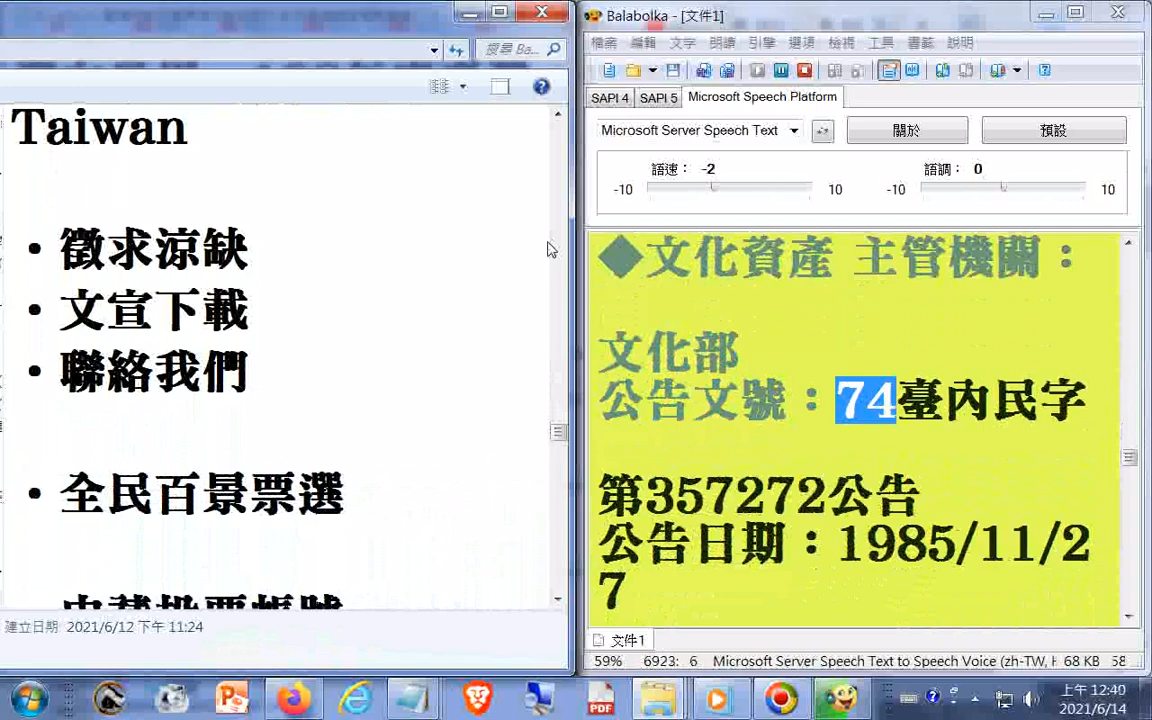 搜尋 Ba...
Taiwan
• 徵求涼缺
• 文宣下載
• 聯絡我們
• 全民百景票選
建立日期: 2021/6/12 下午 11:24
Balabolka - [文件1]
檔案 編輯 文字 朗讀 引擎 選項 檢視 工具 書籤 說明
SAPI 4 SAPI 5 Microsoft Speech Platform
Microsoft Server Speech Text 關於 預設
語速： -2 語調： 0
-10 10 -10 10
◆文化資產 主管機關：
文化部
公告文號：74臺內民字
第357272公告
公告日期：1985/11/2
7
文件1
59% 6923: 6 Microsoft Server Speech Text to Speech Voice (zh-TW, 68 KB 58
PDF
上午 12:40
2021/6/14